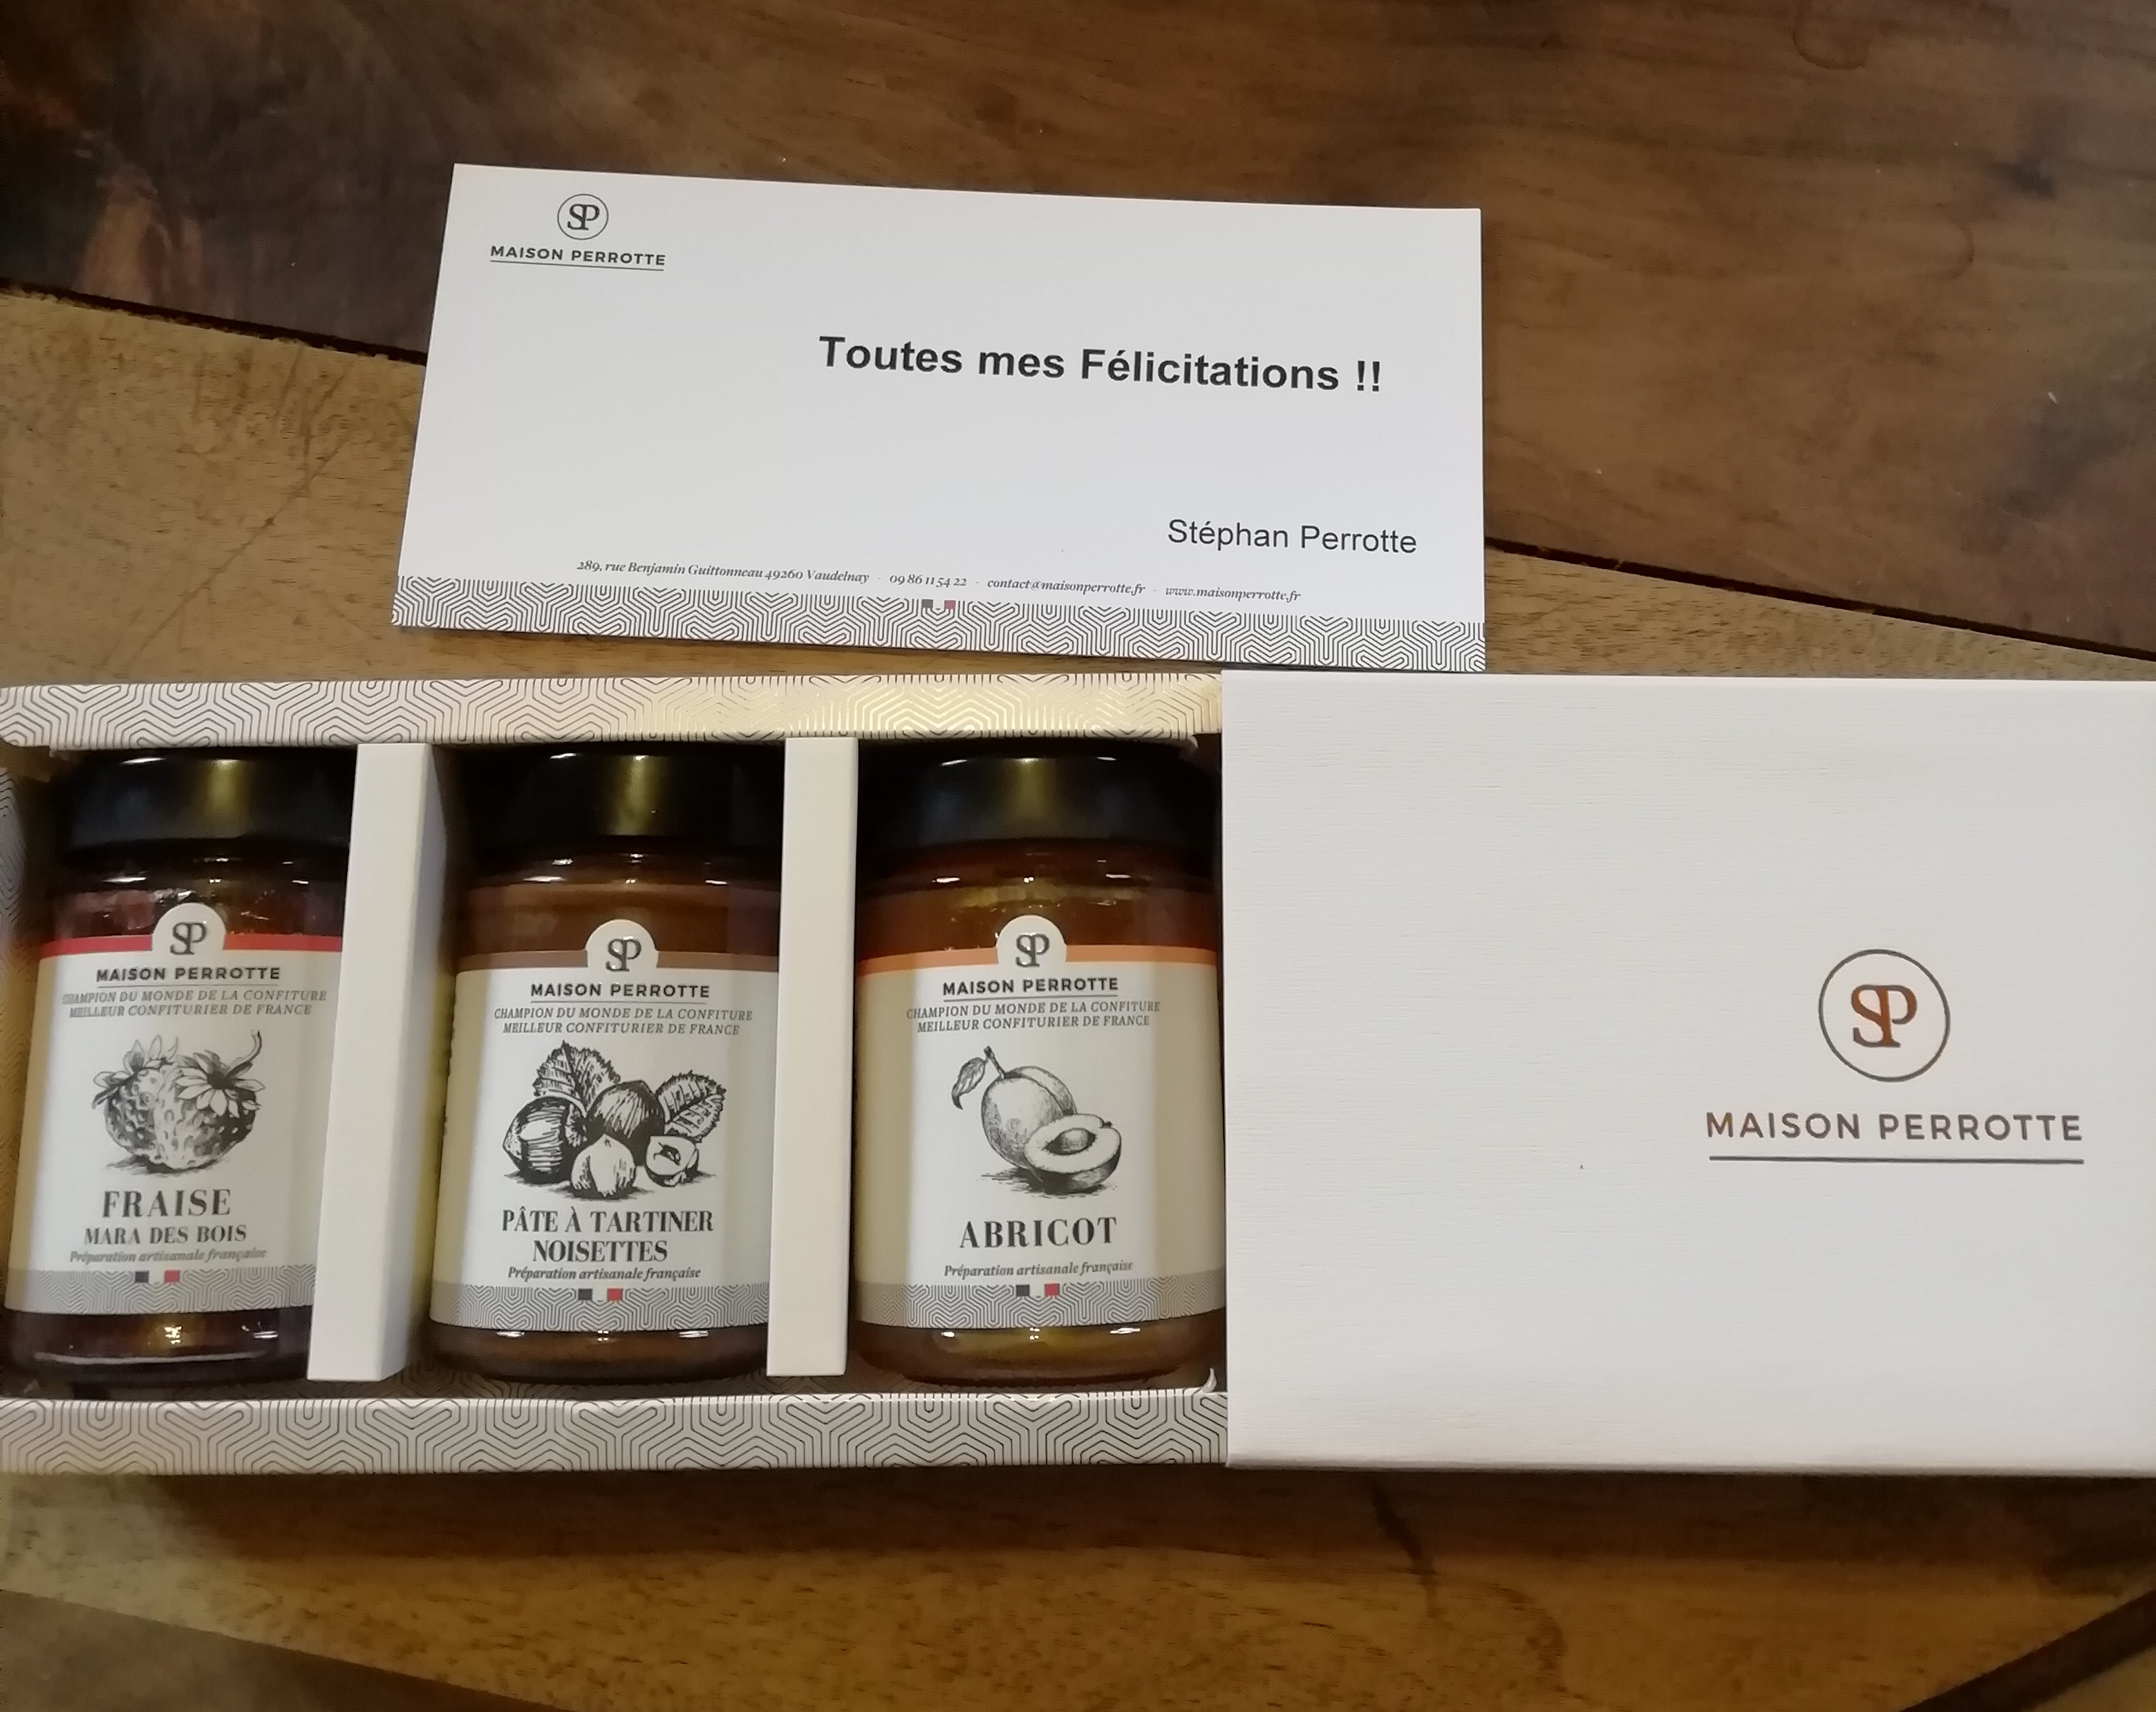 SP
MAISON PERROTTE
Toutes mes Félicitations !!
Stéphan Perrotte
289, rue Benjamin Guittonneau 49260 Vaudelnay - 09 86 11 54 22 - contact@maisonperrotte.fr - www.maisonperrotte.fr
SP
MAISON PERROTTE
CHAMPION DU MONDE DE LA CONFITURE
MEILLEUR CONFITURIER DE FRANCE
FRAISE
MARA DES BOIS
Préparation artisanale française
SP
MAISON PERROTTE
CHAMPION DU MONDE DE LA CONFITURE
MEILLEUR CONFITURIER DE FRANCE
PÂTE À TARTINER
NOISETTES
Préparation artisanale française
SP
MAISON PERROTTE
CHAMPION DU MONDE DE LA CONFITURE
MEILLEUR CONFITURIER DE FRANCE
ABRICOT
Préparation artisanale française
SP
MAISON PERROTTE